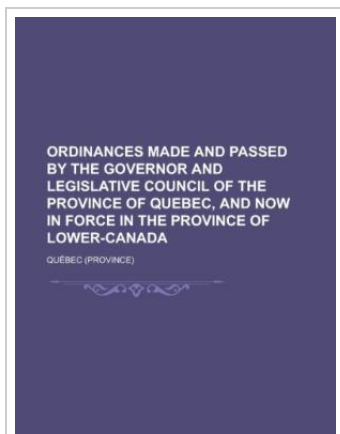 ORDINANCES MADE AND PASSED
BY THE GOVERNOR AND
LEGISLATIVE COUNCIL OF THE
PROVINCE OF QUEBEC, AND NOW
IN FORCE IN THE PROVINCE OF
LOWER-CANADA
QUÉBEC (PROVINCE)